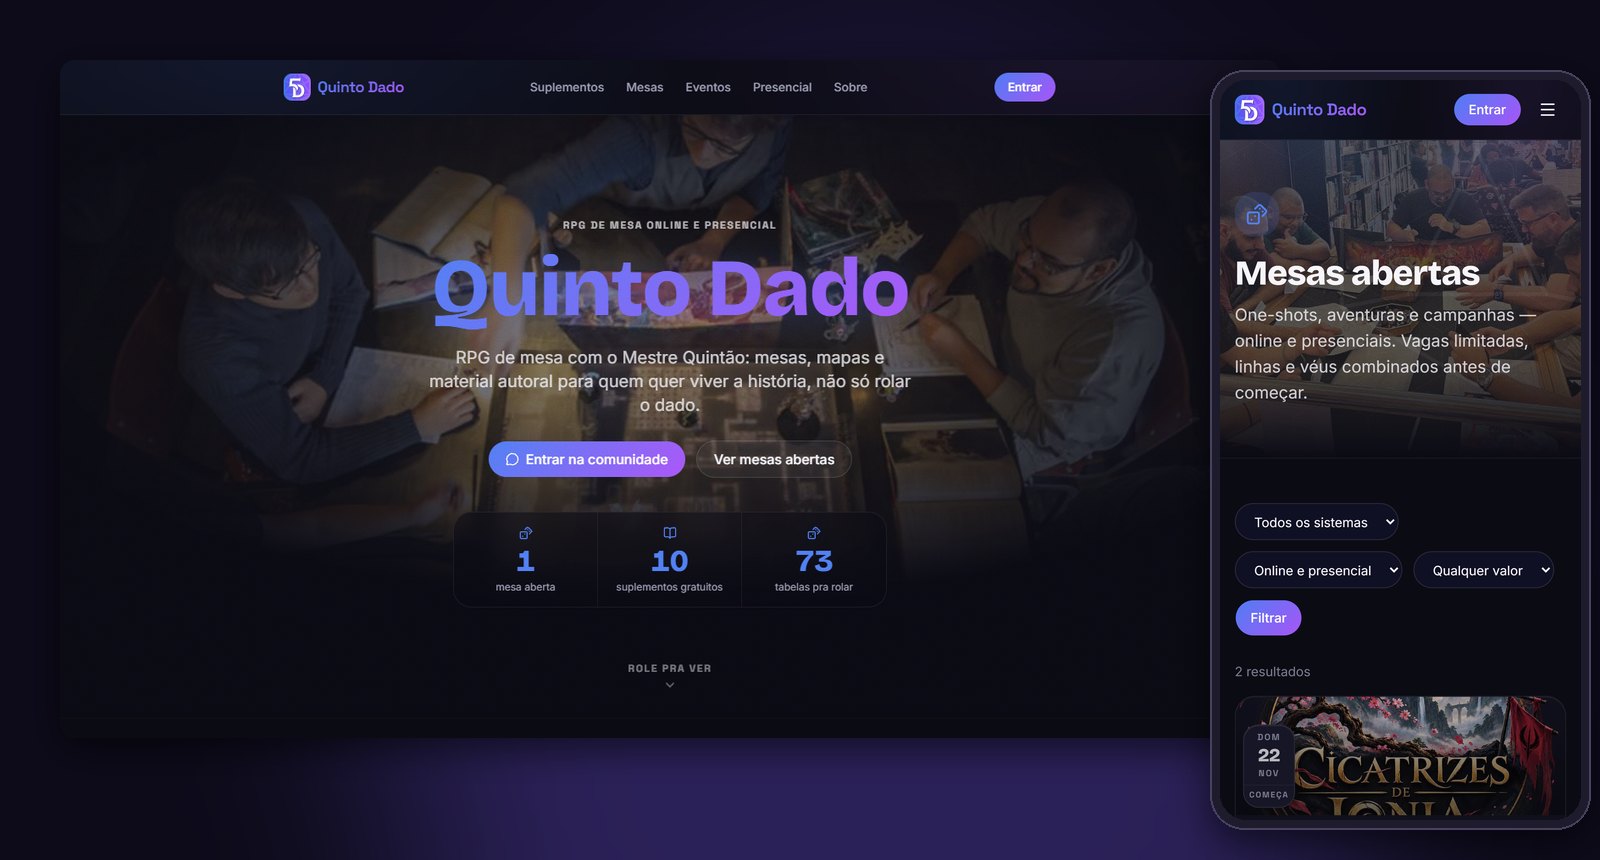 Quinto Dado
Suplementos Mesas Eventos Presencial Sobre
Entrar
RPG DE MESA ONLINE E PRESENCIAL
Quinto Dado
RPG de mesa com o Mestre Quintão: mesas, mapas e
material autoral para quem quer viver a história, não só rolar
o dado.
Entrar na comunidade
Ver mesas abertas
1
mesa aberta
10
suplementos gratuitos
73
tabelas pra rolar
ROLE PRA VER
5D Quinto Dado
Entrar
Mesas abertas
One-shots, aventuras e campanhas —
online e presenciais. Vagas limitadas,
linhas e véus combinados antes de
começar.
Todos os sistemas
Online e presencial
Qualquer valor
Filtrar
2 resultados
DOM
22
NOV
COMEÇA
CICATRIZES
DE
IONIA